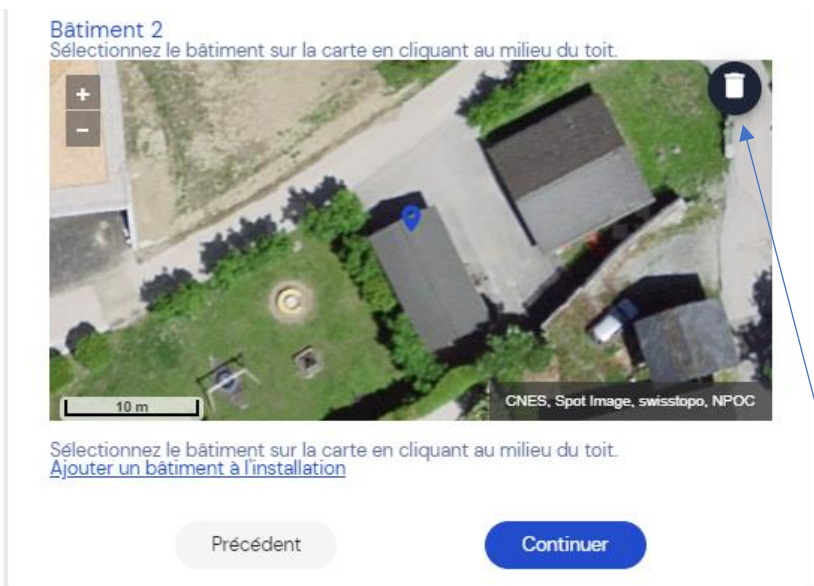 Bâtiment 2
Sélectionnez le bâtiment sur la carte en cliquant au milieu du toit.
+
−
10 m
CNES, Spot Image, swisstopo, NPOC
Sélectionnez le bâtiment sur la carte en cliquant au milieu du toit.
Ajouter un bâtiment à l'installation
Précédent
Continuer